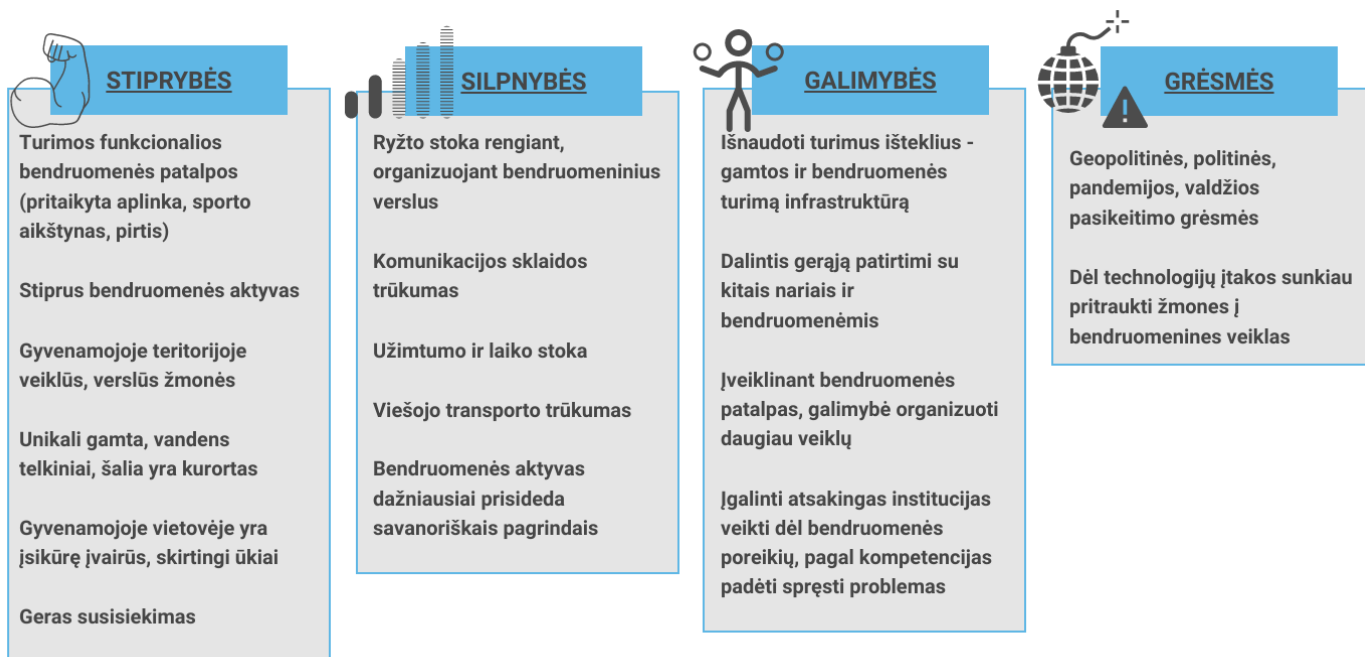 STIPRYBĖS
Turimos funkcionalios
bendruomenės patalpos
(pritaikyta aplinka, sporto
aikštynas, pirtis)
Stiprus bendruomenės aktyvas
Gyvenamojoje teritorijoje
veiklūs, verslūs žmonės
Unikali gamta, vandens
telkiniai, šalia yra kurortas
Gyvenamojoje vietovėje yra
įsikūrę įvairūs, skirtingi ūkiai
Geras susisiekimas
SILPNYBĖS
Ryžto stoka rengiant,
organizuojant bendruomeninius
verslus
Komunikacijos sklaidos
trūkumas
Užimtumo ir laiko stoka
Viešojo transporto trūkumas
Bendruomenės aktyvas
dažniausiai prisideda
savanoriškais pagrindais
GALIMYBĖS
Išnaudoti turimus išteklius -
gamtos ir bendruomenės
turimą infrastruktūrą
Dalintis gerąją patirtimi su
kitais nariais ir
bendruomenėmis
Įveiklinant bendruomenės
patalpas, galimybė organizuoti
daugiau veiklų
Įgalinti atsakingas institucijas
veikti dėl bendruomenės
poreikių, pagal kompetencijas
padėti spręsti problemas
GRĖSMĖS
Geopolitinės, politinės,
pandemijos, valdžios
pasikeitimo grėsmės
Dėl technologijų įtakos sunkiau
pritraukti žmones į
bendruomenines veiklas